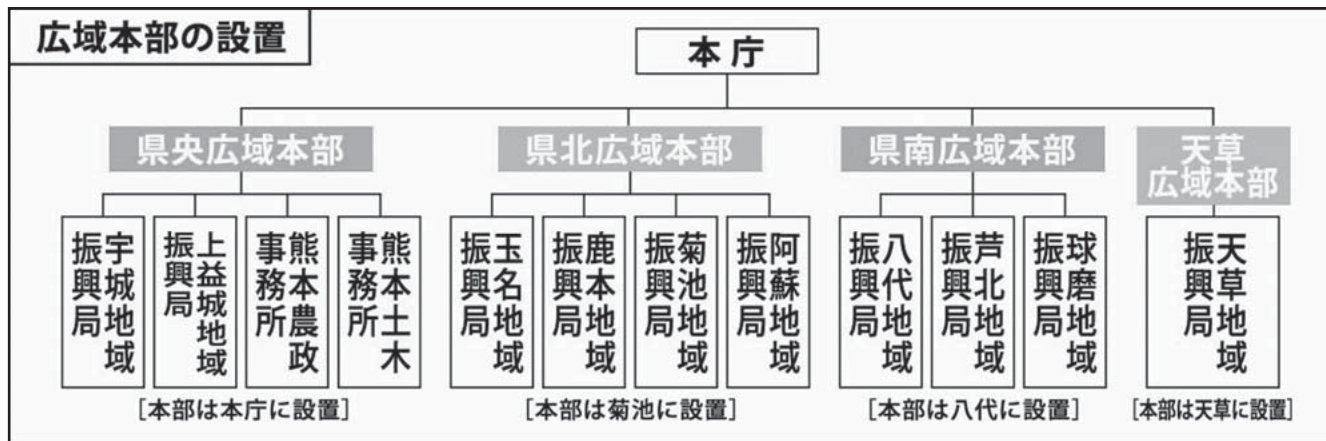 広域本部の設置
本庁
県央広域本部
宇城地域
振興局
上益城地域
振興局
熊本農政
事務所
熊本土木
事務所
[本部は本庁に設置]
県北広域本部
玉名地域
振興局
鹿本地域
振興局
菊池地域
振興局
阿蘇地域
振興局
[本部は菊池に設置]
県南広域本部
八代地域
振興局
芦北地域
振興局
球磨地域
振興局
[本部は八代に設置]
天草
広域本部
天草地域
振興局
[本部は天草に設置]